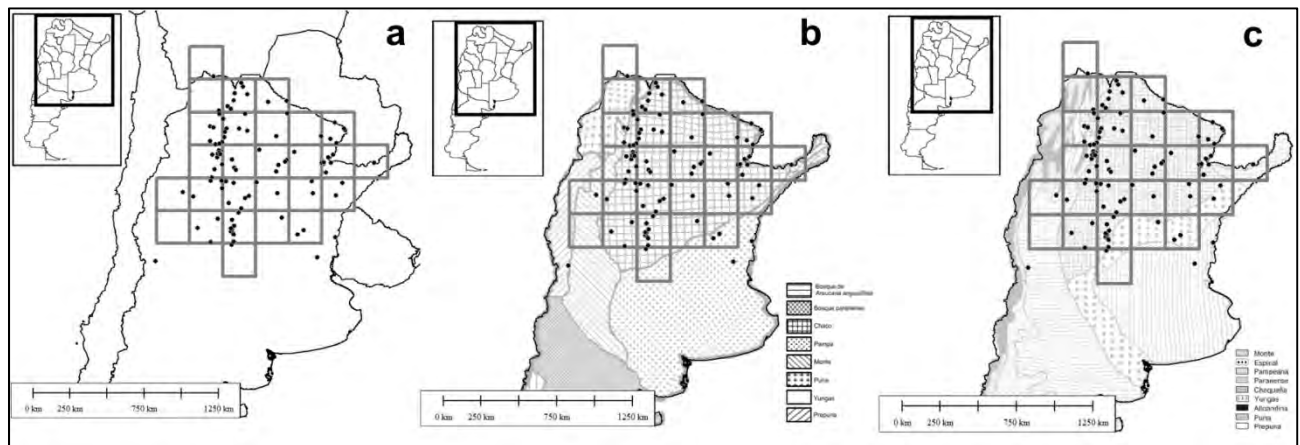 a
0 km
250 km
750 km
1250 km
b
Bosque de
Araucaria angustifolia
Bosque paranense
Chaco
Pampa
Monte
Puna
Yungas
Prepuna
0 km
250 km
750 km
1250 km
c
Monte
Espinal
Pampeana
Paranense
Chaqueña
Yungas
Altoandina
Puna
Prepuna
0 km
250 km
750 km
1250 km